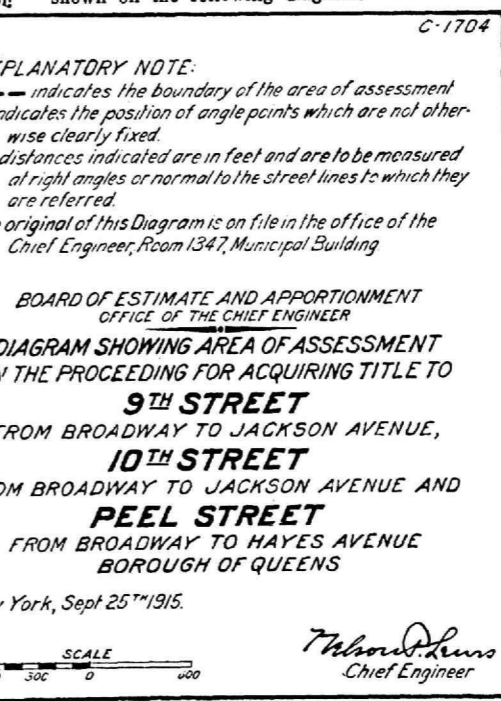 shown on the following
C-1704
PLANATORY NOTE:
indicates the boundary of the area of assessment
ndicates the position of angle points which are not other-
wise clearly fixed.
distances indicated are in feet and are to be measured
at right angles or normal to the street lines to which they
are referred.
original of this Diagram is on file in the office of the
Chief Engineer, Room 1347, Municipal Building
BOARD OF ESTIMATE AND APPORTIONMENT
OFFICE OF THE CHIEF ENGINEER
DIAGRAM SHOWING AREA OF ASSESSMENT
THE PROCEEDING FOR ACQUIRING TITLE TO
9TH STREET
FROM BROADWAY TO JACKSON AVENUE,
10TH STREET
OM BROADWAY TO JACKSON AVENUE AND
PEEL STREET
FROM BROADWAY TO HAYES AVENUE
BOROUGH OF QUEENS
York, Sept 25TH 1915.
SCALE
300 0 600
Nelson P. Lewis
Chief Engineer